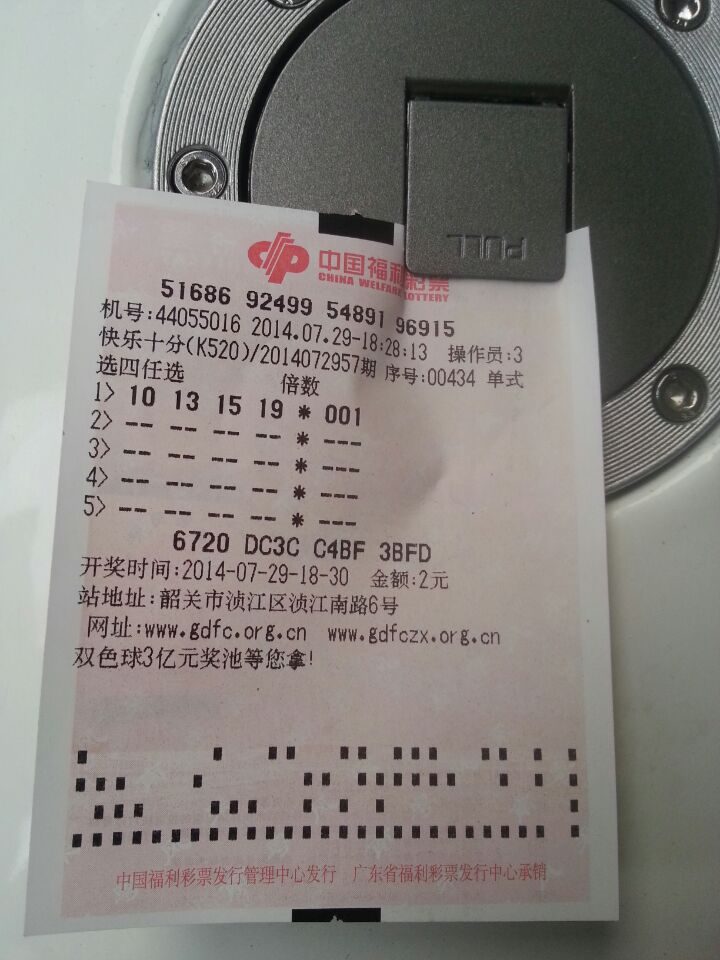 PULL
中国福利彩票
CHINA WELFARE LOTTERY
51686 92499 54891 96915
机号:44055016 2014.07.29-18:28:13 操作员:3
快乐十分(K520)/2014072957期 序号:00434 单式
选四任选 倍数
1> 10 13 15 19 * 001
2> -- -- -- -- * ---
3> -- -- -- -- * ---
4> -- -- -- -- * ---
5> -- -- -- -- * ---
6720 DC3C C4BF 3BFD
开奖时间:2014-07-29-18-30 金额:2元
站地址:韶关市浈江区浈江南路6号
网址:www.gdfc.org.cn www.gdfczx.org.cn
双色球3亿元奖池等您拿!
中国福利彩票发行管理中心发行 广东省福利彩票发行中心承销